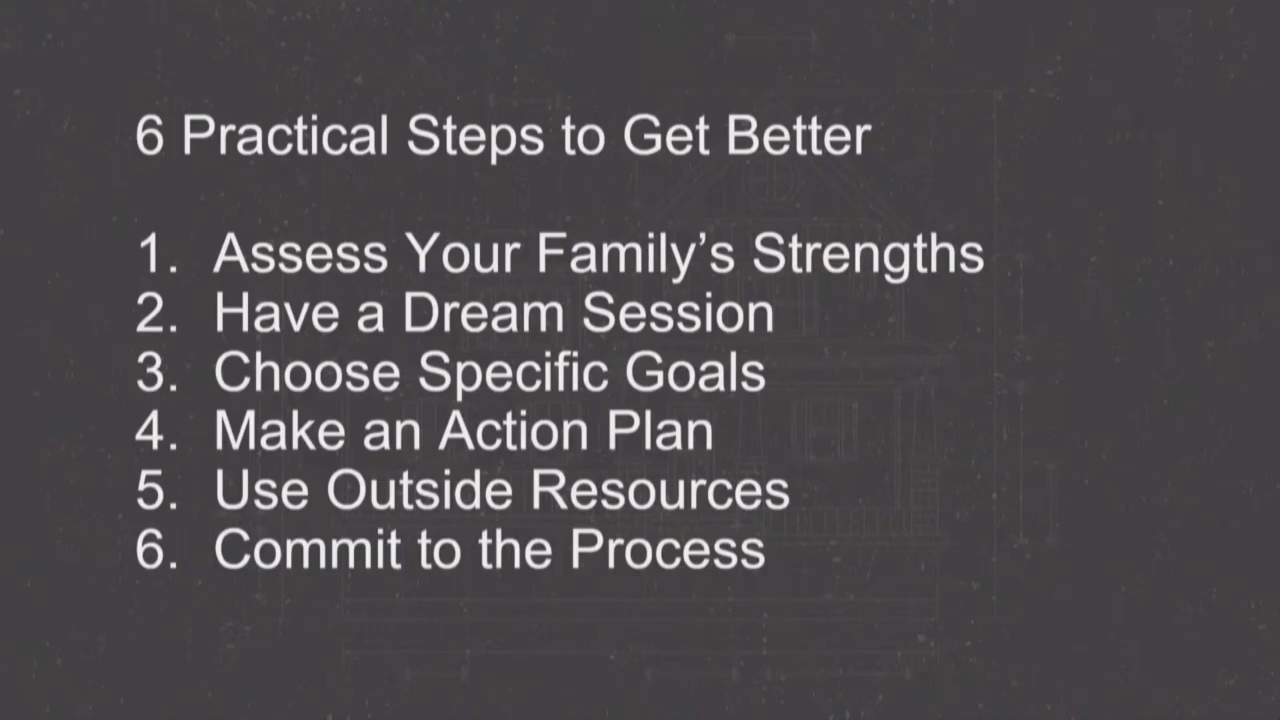 6 Practical Steps to Get Better
1. Assess Your Family’s Strengths
2. Have a Dream Session
3. Choose Specific Goals
4. Make an Action Plan
5. Use Outside Resources
6. Commit to the Process